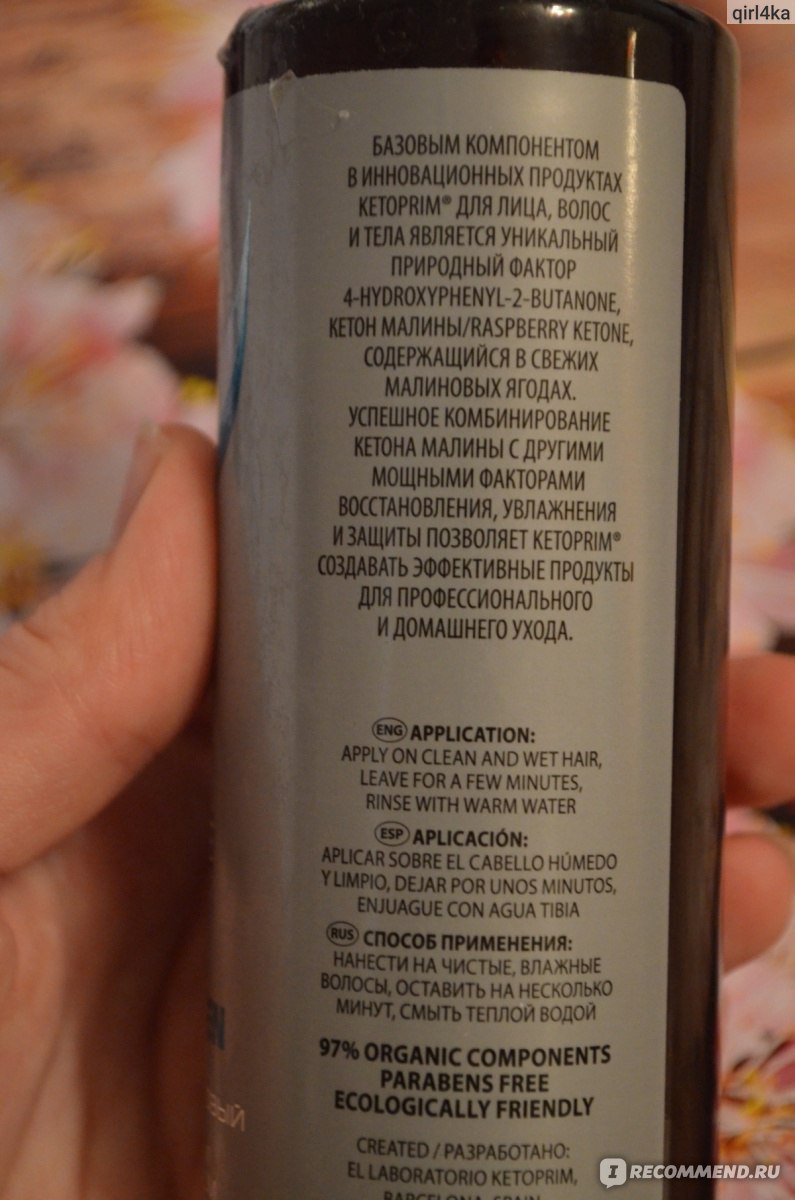 qirl4ka
БАЗОВЫМ КОМПОНЕНТОМ
В ИННОВАЦИОННЫХ ПРОДУКТАХ
KETOPRIM® ДЛЯ ЛИЦА, ВОЛОС
И ТЕЛА ЯВЛЯЕТСЯ УНИКАЛЬНЫЙ
ПРИРОДНЫЙ ФАКТОР
4-HYDROXYPHENYL-2-BUTANONE,
КЕТОН МАЛИНЫ/RASPBERRY KETONE,
СОДЕРЖАЩИЙСЯ В СВЕЖИХ
МАЛИНОВЫХ ЯГОДАХ.
УСПЕШНОЕ КОМБИНИРОВАНИЕ
КЕТОНА МАЛИНЫ С ДРУГИМИ
МОЩНЫМИ ФАКТОРАМИ
ВОССТАНОВЛЕНИЯ, УВЛАЖНЕНИЯ
И ЗАЩИТЫ ПОЗВОЛЯЕТ KETOPRIM®
СОЗДАВАТЬ ЭФФЕКТИВНЫЕ ПРОДУКТЫ
ДЛЯ ПРОФЕССИОНАЛЬНОГО
И ДОМАШНЕГО УХОДА.
ENG APPLICATION:
APPLY ON CLEAN AND WET HAIR,
LEAVE FOR A FEW MINUTES,
RINSE WITH WARM WATER
ESP APLICACIÓN:
APLICAR SOBRE EL CABELLO HÚMEDO
Y LIMPIO, DEJAR POR UNOS MINUTOS,
ENJUAGUE CON AGUA TIBIA
RUS СПОСОБ ПРИМЕНЕНИЯ:
НАНЕСТИ НА ЧИСТЫЕ, ВЛАЖНЫЕ
ВОЛОСЫ, ОСТАВИТЬ НА НЕСКОЛЬКО
МИНУТ, СМЫТЬ ТЕПЛОЙ ВОДОЙ
97% ORGANIC COMPONENTS
PARABENS FREE
ECOLOGICALLY FRIENDLY
CREATED / РАЗРАБОТАНО:
EL LABORATORIO KETOPRIM,
BARCELONA, SPAIN
IRECOMMEND.RU